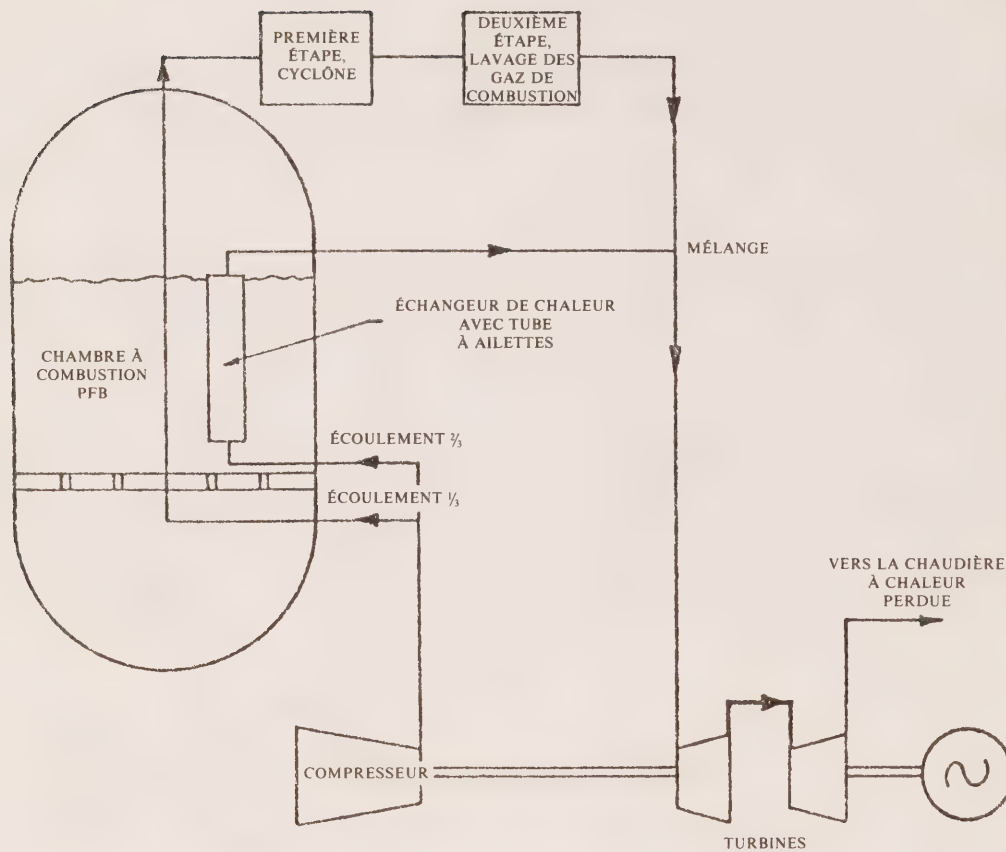 PREMIÈRE
ÉTAPE,
CYCLÔNE
DEUXIÈME
ÉTAPE,
LAVAGE DES
GAZ DE
COMBUSTION
MÉLANGE
ÉCHANGEUR DE CHALEUR
AVEC TUBE
À AILETTES
CHAMBRE À
COMBUSTION
PFB
ÉCOULEMENT ⅔
ÉCOULEMENT ⅓
VERS LA CHAUDIÈRE
À CHALEUR
PERDUE
COMPRESSEUR
TURBINES